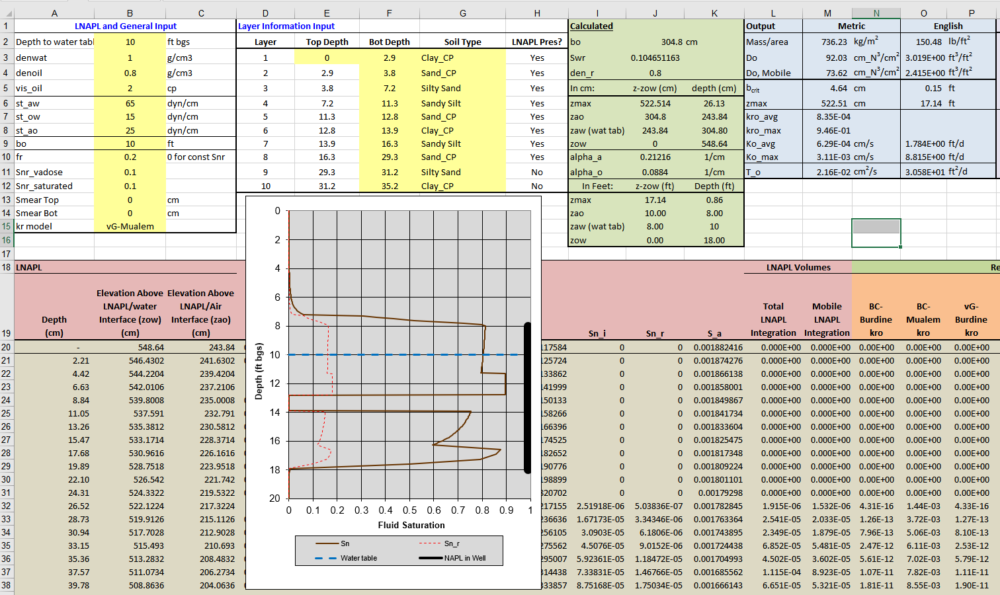 A B C D E F G H I J K L M N O P
1 LNAPL and General Input Layer Information Input Calculated Output Metric English
2 Depth to water tabl 10 ft bgs Layer Top Depth Bot Depth Soil Type LNAPL Pres? bo 304.8 cm Mass/area 736.23 kg/m² 150.48 lb/ft²
3 denwat 1 g/cm3 1 0 2.9 Clay_CP Yes Swr 0.104651163 Do 92.03 cm_N³/cm² 3.019E+00 ft³/ft²
4 denoil 0.8 g/cm3 2 2.9 3.8 Sand_CP Yes den_r 0.8 Do, Mobile 73.62 cm_N³/cm² 2.415E+00 ft³/ft²
5 vis_oil 2 cp 3 3.8 7.2 Silty Sand Yes In cm: z-zow (cm) depth (cm) bcrit 4.64 cm 0.15 ft
6 st_aw 65 dyn/cm 4 7.2 11.3 Sandy Silt Yes zmax 522.514 26.13 zmax 522.51 cm 17.14 ft
7 st_ow 15 dyn/cm 5 11.3 12.8 Sand_CP Yes zao 304.8 243.84 kro_avg 8.35E-04
8 st_ao 25 dyn/cm 6 12.8 13.9 Clay_CP Yes zaw (wat tab) 243.84 304.80 kro_max 9.46E-01
9 bo 10 ft 7 13.9 16.3 Sandy Silt Yes zow 0 548.64 Ko_avg 6.29E-04 cm/s 1.784E+00 ft/d
10 fr 0.2 0 for const Snr 8 16.3 29.3 Sand_CP Yes alpha_a 0.21216 1/cm Ko_max 3.11E-03 cm/s 8.815E+00 ft/d
11 Snr_vadose 0.1 9 29.3 31.2 Silty Sand No alpha_o 0.0884 1/cm T_o 2.16E-02 cm²/s 3.058E+01 ft²/d
12 Snr_saturated 0.1 10 31.2 35.2 Clay_CP No In Feet: z-zow (ft) Depth (ft)
13 Smear Top 0 cm zmax 17.14 0.86
14 Smear Bot 0 cm zao 10.00 8.00
15 kr model vG-Mualem zaw (wat tab) 8.00 10
16 zow 0.00 18.00
17
18 LNAPL LNAPL Volumes Re
19 Depth (cm) Elevation Above LNAPL/water Interface (zow) (cm) Elevation Above LNAPL/Air Interface (zao) (cm) Sn_i Sn_r S_a Total LNAPL Integration Mobile LNAPL Integration BC-Burdine kro BC-Mualem kro vG-Burdine kro
20 - 548.64 243.84 117584 0 0 0.001882416 0.000E+00 0.000E+00 0.00E+00 0.00E+00 0.00E+00
21 2.21 546.4302 241.6302 125724 0 0 0.001874276 0.000E+00 0.000E+00 0.00E+00 0.00E+00 0.00E+00
22 4.42 544.2204 239.4204 133862 0 0 0.001866138 0.000E+00 0.000E+00 0.00E+00 0.00E+00 0.00E+00
23 6.63 542.0106 237.2106 141999 0 0 0.001858001 0.000E+00 0.000E+00 0.00E+00 0.00E+00 0.00E+00
24 8.84 539.8008 235.0008 150133 0 0 0.001849867 0.000E+00 0.000E+00 0.00E+00 0.00E+00 0.00E+00
25 11.05 537.591 232.791 158266 0 0 0.001841734 0.000E+00 0.000E+00 0.00E+00 0.00E+00 0.00E+00
26 13.26 535.3812 230.5812 166396 0 0 0.001833604 0.000E+00 0.000E+00 0.00E+00 0.00E+00 0.00E+00
27 15.47 533.1714 228.3714 174525 0 0 0.001825475 0.000E+00 0.000E+00 0.00E+00 0.00E+00 0.00E+00
28 17.68 530.9616 226.1616 182652 0 0 0.001817348 0.000E+00 0.000E+00 0.00E+00 0.00E+00 0.00E+00
29 19.89 528.7518 223.9518 190776 0 0 0.001809224 0.000E+00 0.000E+00 0.00E+00 0.00E+00 0.00E+00
30 22.10 526.542 221.742 198899 0 0 0.001801101 0.000E+00 0.000E+00 0.00E+00 0.00E+00 0.00E+00
31 24.31 524.3322 219.5322 820702 0 0 0.00179298 0.000E+00 0.000E+00 0.00E+00 0.00E+00 0.00E+00
32 26.52 522.1224 217.3224 217155 2.51918E-06 5.03836E-07 0.001782845 1.915E-06 1.532E-06 4.31E-16 1.44E-03 4.33E-16
33 28.73 519.9126 215.1126 236636 1.67173E-05 3.34346E-06 0.001763364 2.541E-05 2.033E-05 1.26E-13 3.72E-03 1.27E-13
34 30.94 517.7028 212.9028 256105 3.0903E-05 6.1806E-06 0.001743895 2.349E-05 1.879E-05 7.96E-13 5.06E-03 8.10E-13
35 33.15 515.493 210.693 275562 4.5076E-05 9.0152E-06 0.001724438 6.852E-05 5.481E-05 2.47E-12 6.11E-03 2.53E-12
36 35.36 513.2832 208.4832 295007 5.92361E-05 1.18472E-05 0.001704993 4.502E-05 3.602E-05 5.61E-12 7.02E-03 5.79E-12
37 37.57 511.0734 206.2734 314438 7.33831E-05 1.46766E-05 0.001685562 1.115E-04 8.923E-05 1.07E-11 7.82E-03 1.11E-11
38 39.78 508.8636 204.0636 333857 8.75168E-05 1.75034E-05 0.001666143 6.651E-05 5.321E-05 1.81E-11 8.55E-03 1.90E-11
Depth (ft bgs)
0
2
4
6
8
10
12
14
16
18
20
0 0.1 0.2 0.3 0.4 0.5 0.6 0.7 0.8 0.9 1
Fluid Saturation
Sn Sn_r
Water table NAPL in Well